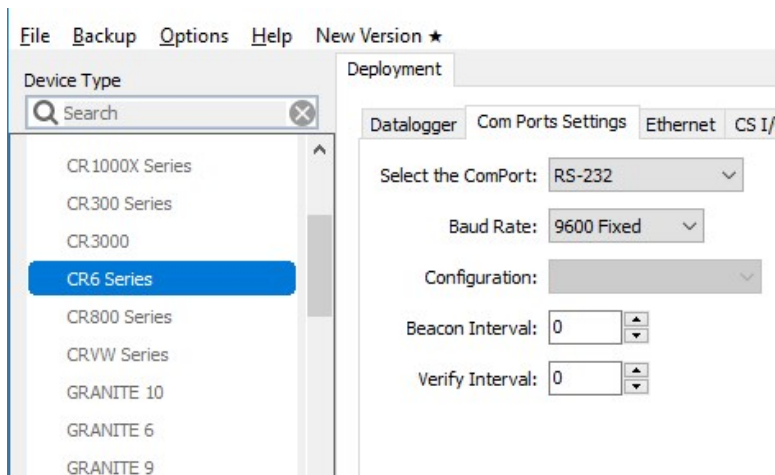 File Backup Options Help New Version ★
Device Type
Search
CR1000X Series
CR300 Series
CR3000
CR6 Series
CR800 Series
CRVW Series
GRANITE 10
GRANITE 6
GRANITE 9
Deployment
Datalogger Com Ports Settings Ethernet CS I/
Select the ComPort: RS-232
Baud Rate: 9600 Fixed
Configuration:
Beacon Interval: 0
Verify Interval: 0